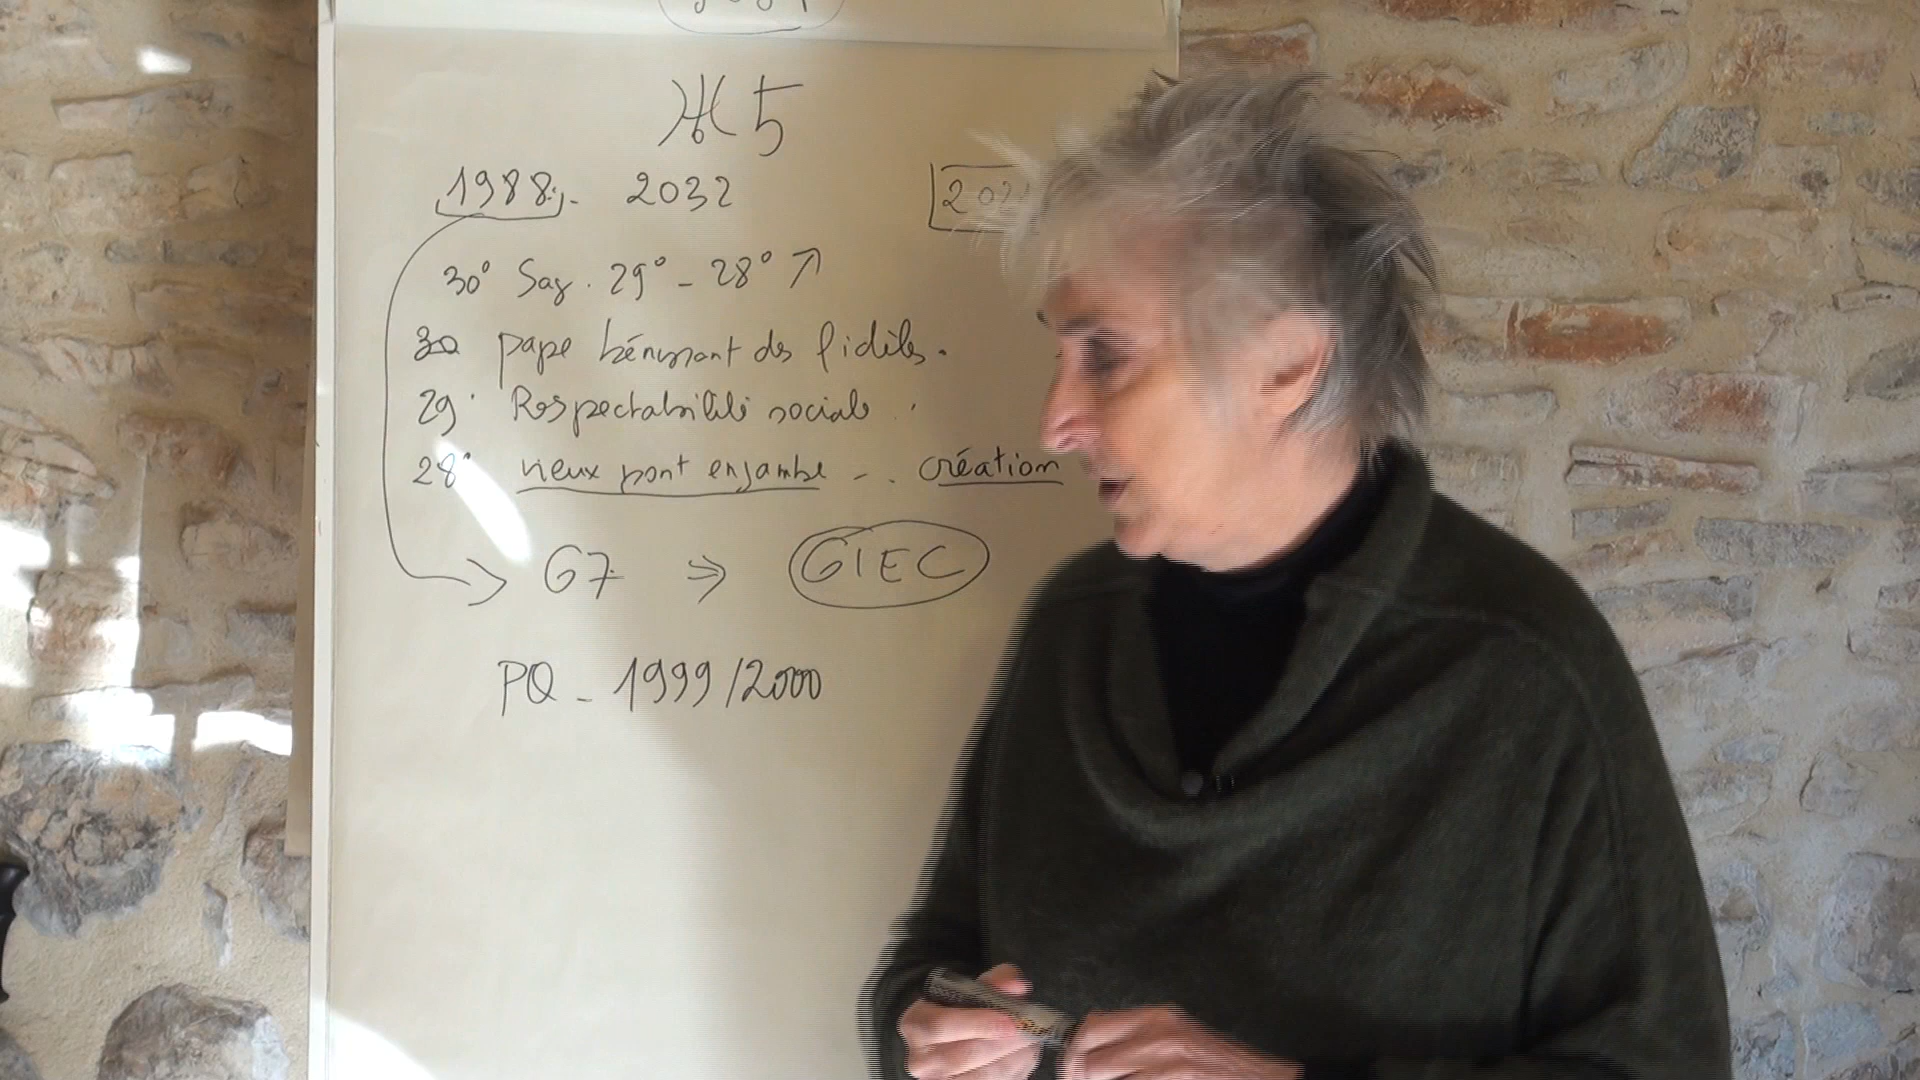 1988. - 2032
30° Sag. 29° - 28° ↗
30 pape bénissant des fidèles.
29° Respectabilité sociale.
28° vieux pont enjambe - .. création
G7 ⇒ GIEC
PQ - 1999/2000